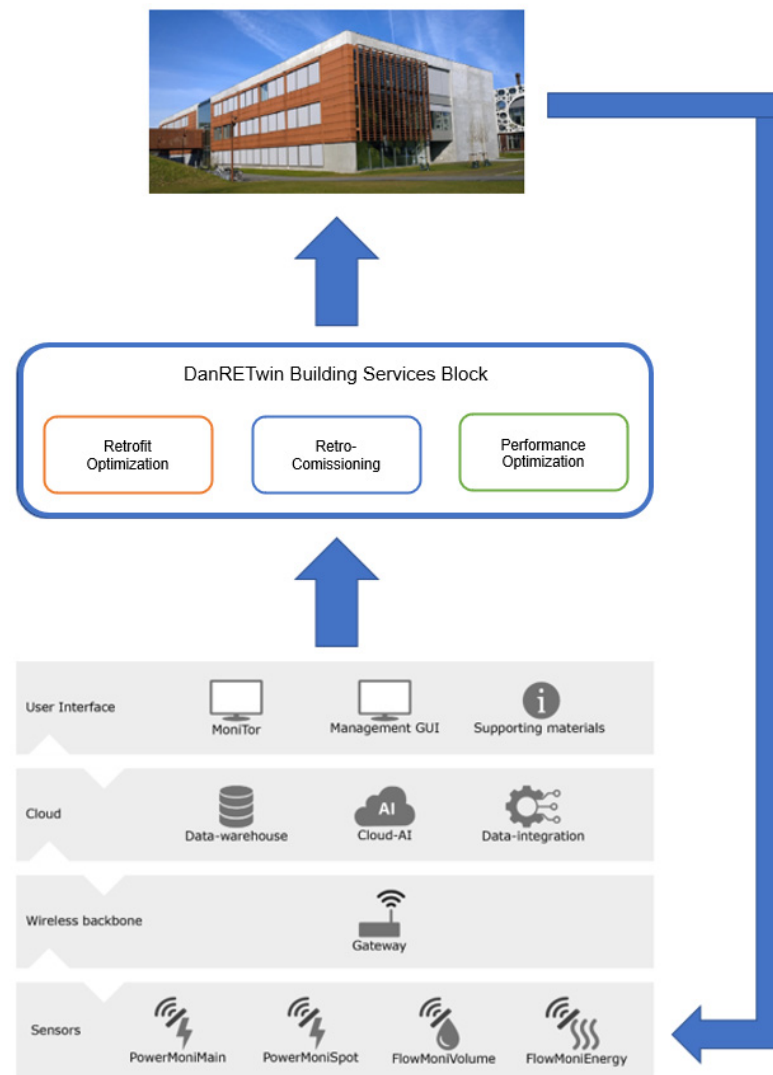 DanRETwin Building Services Block
Retrofit
Optimization
Retro-
Comissioning
Performance
Optimization
User Interface
MoniTor
Management GUI
Supporting materials
Cloud
AI
Data-warehouse
Cloud-AI
Data-integration
Wireless backbone
Gateway
Sensors
PowerMoniMain
PowerMoniSpot
FlowMoniVolume
FlowMoniEnergy